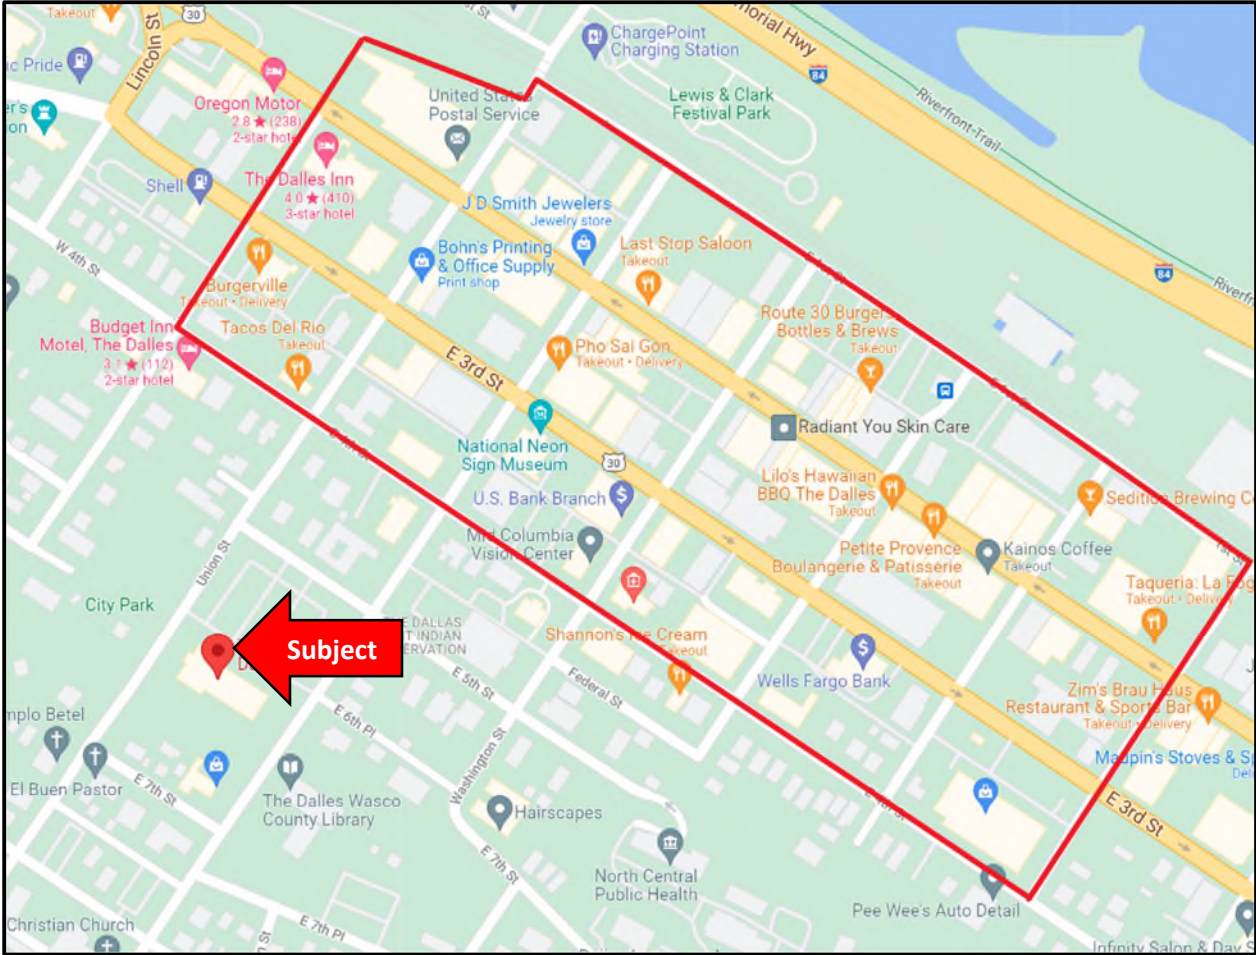 Takeout
30
Lincoln St
ChargePoint
Charging Station
morial Hwy
84
ic Pride
Oregon Motor
2.8 ★ (238)
2-star hote
United States
Postal Service
Lewis & Clark
Festival Park
Riverfront-Trail
Shell
The Dalles Inn
4.0 ★ (410)
3-star hotel
J D Smith Jewelers
Jewelry store
Bohn's Printing
& Office Supply
Print shop
Last Stop Saloon
Takeout
84
W 4th St
Burgerville
Takeout • Delivery
Route 30 Burgers
Bottles & Brews
Takeout
Budget Inn
Motel, The Dalles
3.1 ★ (112)
2-star hotel
Tacos Del Rio
Takeout
E 3rd St
Pho Sai Gon
Takeout • Delivery
Radiant You Skin Care
National Neon
Sign Museum
30
U.S. Bank Branch
Lilo's Hawaiian
BBQ The Dalles
Takeout
Sedition Brewing C
Mid Columbia
Vision Center
Petite Provence
Boulangerie & Patisserie
Takeout
Kainos Coffee
Takeout
1st St
Union St
City Park
Taqueria: La Fog
Takeout • Delivery
Subject
Shannon's Ice Cream
Takeout
E 5th St
Federal St
Wells Fargo Bank
Zim's Brau Haus
Restaurant & Sports Bar
Takeout • Delivery
mplo Betel
E 6th Pl
Washington St
Maupin's Stoves & S
El Buen Pastor
E 7th St
The Dalles Wasco
County Library
Hairscapes
E 3rd St
E 7th St
North Central
Public Health
Pee Wee's Auto Detail
Christian Church
E 7th Pl
Infinity Salon & Day S